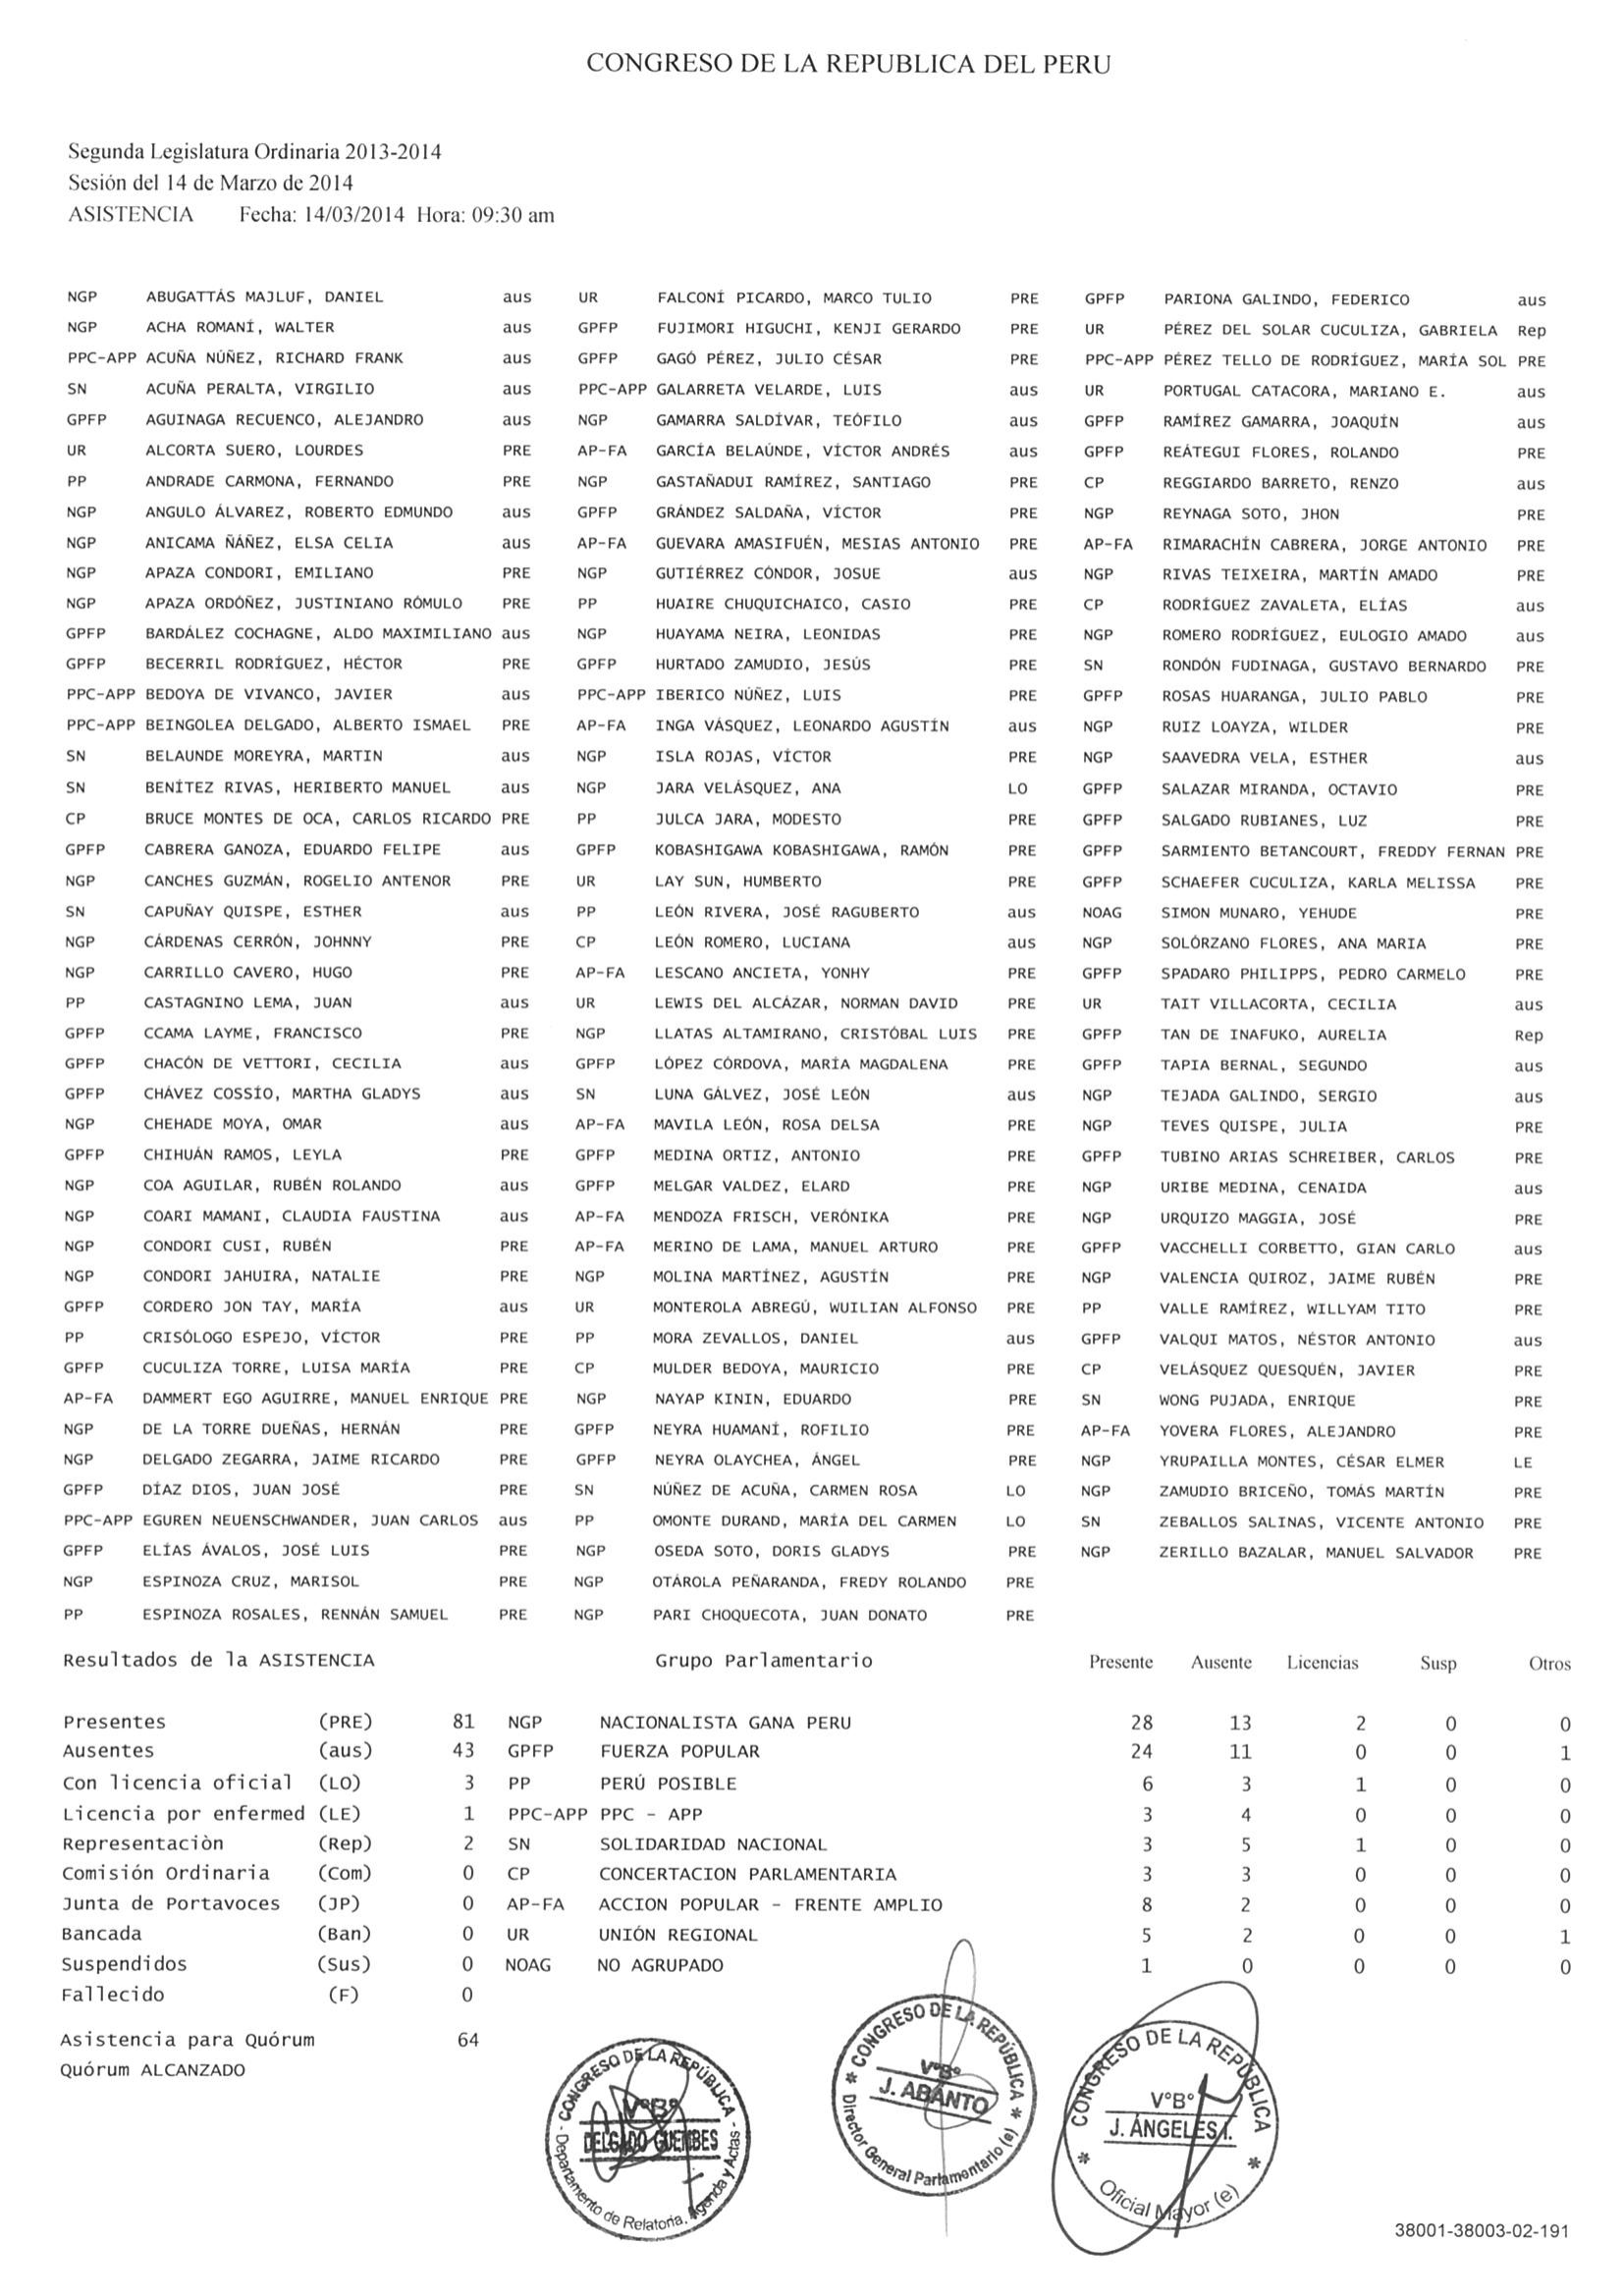 CONGRESO DE LA REPUBLICA DEL PERU
Segunda Legislatura Ordinaria 2013-2014
Sesión del 14 de Marzo de 2014
ASISTENCIA Fecha: 14/03/2014 Hora: 09:30 am
NGP ABUGATTÁS MAJLUF, DANIEL aus UR FALCONÍ PICARDO, MARCO TULIO PRE GPFP PARIONA GALINDO, FEDERICO aus
NGP ACHA ROMANÍ, WALTER aus GPFP FUJIMORI HIGUCHI, KENJI GERARDO PRE UR PÉREZ DEL SOLAR CUCULIZA, GABRIELA Rep
PPC-APP ACUÑA NÚÑEZ, RICHARD FRANK aus GPFP GAGÓ PÉREZ, JULIO CÉSAR PRE PPC-APP PÉREZ TELLO DE RODRÍGUEZ, MARÍA SOL PRE
SN ACUÑA PERALTA, VIRGILIO aus PPC-APP GALARRETA VELARDE, LUIS aus UR PORTUGAL CATACORA, MARIANO E. aus
GPFP AGUINAGA RECUENCO, ALEJANDRO aus NGP GAMARRA SALDÍVAR, TEÓFILO aus GPFP RAMÍREZ GAMARRA, JOAQUÍN aus
UR ALCORTA SUERO, LOURDES PRE AP-FA GARCÍA BELAÚNDE, VÍCTOR ANDRÉS aus GPFP REÁTEGUI FLORES, ROLANDO PRE
PP ANDRADE CARMONA, FERNANDO PRE NGP GASTAÑADUI RAMÍREZ, SANTIAGO PRE CP REGGIARDO BARRETO, RENZO aus
NGP ANGULO ÁLVAREZ, ROBERTO EDMUNDO aus GPFP GRÁNDEZ SALDAÑA, VÍCTOR PRE NGP REYNAGA SOTO, JHON PRE
NGP ANICAMA ÑÁÑEZ, ELSA CELIA aus AP-FA GUEVARA AMASIFUÉN, MESIAS ANTONIO PRE AP-FA RIMARACHÍN CABRERA, JORGE ANTONIO PRE
NGP APAZA CONDORI, EMILIANO PRE NGP GUTIÉRREZ CÓNDOR, JOSUE aus NGP RIVAS TEIXEIRA, MARTÍN AMADO PRE
NGP APAZA ORDÓÑEZ, JUSTINIANO RÓMULO PRE PP HUAIRE CHUQUICHAICO, CASIO PRE CP RODRÍGUEZ ZAVALETA, ELÍAS aus
GPFP BARDÁLEZ COCHAGNE, ALDO MAXIMILIANO aus NGP HUAYAMA NEIRA, LEONIDAS PRE NGP ROMERO RODRÍGUEZ, EULOGIO AMADO aus
GPFP BECERRIL RODRÍGUEZ, HÉCTOR PRE GPFP HURTADO ZAMUDIO, JESÚS PRE SN RONDÓN FUDINAGA, GUSTAVO BERNARDO PRE
PPC-APP BEDOYA DE VIVANCO, JAVIER aus PPC-APP IBERICO NÚÑEZ, LUIS PRE GPFP ROSAS HUARANGA, JULIO PABLO PRE
PPC-APP BEINGOLEA DELGADO, ALBERTO ISMAEL PRE AP-FA INGA VÁSQUEZ, LEONARDO AGUSTÍN aus NGP RUIZ LOAYZA, WILDER PRE
SN BELAUNDE MOREYRA, MARTIN aus NGP ISLA ROJAS, VÍCTOR PRE NGP SAAVEDRA VELA, ESTHER aus
SN BENÍTEZ RIVAS, HERIBERTO MANUEL aus NGP JARA VELÁSQUEZ, ANA LO GPFP SALAZAR MIRANDA, OCTAVIO PRE
CP BRUCE MONTES DE OCA, CARLOS RICARDO PRE PP JULCA JARA, MODESTO PRE GPFP SALGADO RUBIANES, LUZ PRE
GPFP CABRERA GANOZA, EDUARDO FELIPE aus GPFP KOBASHIGAWA KOBASHIGAWA, RAMÓN PRE GPFP SARMIENTO BETANCOURT, FREDDY FERNAN PRE
NGP CANCHES GUZMÁN, ROGELIO ANTENOR PRE UR LAY SUN, HUMBERTO PRE GPFP SCHAEFER CUCULIZA, KARLA MELISSA PRE
SN CAPUÑAY QUISPE, ESTHER aus PP LEÓN RIVERA, JOSÉ RAGUBERTO aus NOAG SIMON MUNARO, YEHUDE PRE
NGP CÁRDENAS CERRÓN, JOHNNY PRE CP LEÓN ROMERO, LUCIANA aus NGP SOLÓRZANO FLORES, ANA MARIA PRE
NGP CARRILLO CAVERO, HUGO PRE AP-FA LESCANO ANCIETA, YONHY PRE GPFP SPADARO PHILIPPS, PEDRO CARMELO PRE
PP CASTAGNINO LEMA, JUAN aus UR LEWIS DEL ALCÁZAR, NORMAN DAVID PRE UR TAIT VILLACORTA, CECILIA aus
GPFP CCAMA LAYME, FRANCISCO PRE NGP LLATAS ALTAMIRANO, CRISTÓBAL LUIS PRE GPFP TAN DE INAFUKO, AURELIA Rep
GPFP CHACÓN DE VETTORI, CECILIA aus GPFP LÓPEZ CÓRDOVA, MARÍA MAGDALENA PRE GPFP TAPIA BERNAL, SEGUNDO aus
GPFP CHÁVEZ COSSÍO, MARTHA GLADYS aus SN LUNA GÁLVEZ, JOSÉ LEÓN aus NGP TEJADA GALINDO, SERGIO aus
NGP CHEHADE MOYA, OMAR aus AP-FA MAVILA LEÓN, ROSA DELSA PRE NGP TEVES QUISPE, JULIA PRE
GPFP CHIHUÁN RAMOS, LEYLA PRE GPFP MEDINA ORTIZ, ANTONIO PRE GPFP TUBINO ARIAS SCHREIBER, CARLOS PRE
NGP COA AGUILAR, RUBÉN ROLANDO aus GPFP MELGAR VALDEZ, ELARD PRE NGP URIBE MEDINA, CENAIDA aus
NGP COARI MAMANI, CLAUDIA FAUSTINA aus AP-FA MENDOZA FRISCH, VERÓNIKA PRE NGP URQUIZO MAGGIA, JOSÉ PRE
NGP CONDORI CUSI, RUBÉN PRE AP-FA MERINO DE LAMA, MANUEL ARTURO PRE GPFP VACCHELLI CORBETTO, GIAN CARLO aus
NGP CONDORI JAHUIRA, NATALIE PRE NGP MOLINA MARTÍNEZ, AGUSTÍN PRE NGP VALENCIA QUIROZ, JAIME RUBÉN PRE
GPFP CORDERO JON TAY, MARÍA aus UR MONTEROLA ABREGÚ, WUILIAN ALFONSO PRE PP VALLE RAMÍREZ, WILLYAM TITO PRE
PP CRISÓLOGO ESPEJO, VÍCTOR PRE PP MORA ZEVALLOS, DANIEL aus GPFP VALQUI MATOS, NÉSTOR ANTONIO aus
GPFP CUCULIZA TORRE, LUISA MARÍA PRE CP MULDER BEDOYA, MAURICIO PRE CP VELÁSQUEZ QUESQUÉN, JAVIER PRE
AP-FA DAMMERT EGO AGUIRRE, MANUEL ENRIQUE PRE NGP NAYAP KININ, EDUARDO PRE SN WONG PUJADA, ENRIQUE PRE
NGP DE LA TORRE DUEÑAS, HERNÁN PRE GPFP NEYRA HUAMANÍ, ROFILIO PRE AP-FA YOVERA FLORES, ALEJANDRO PRE
NGP DELGADO ZEGARRA, JAIME RICARDO PRE GPFP NEYRA OLAYCHEA, ÁNGEL PRE NGP YRUPAILLA MONTES, CÉSAR ELMER LE
GPFP DÍAZ DIOS, JUAN JOSÉ PRE SN NÚÑEZ DE ACUÑA, CARMEN ROSA LO NGP ZAMUDIO BRICEÑO, TOMÁS MARTÍN PRE
PPC-APP EGUREN NEUENSCHWANDER, JUAN CARLOS aus PP OMONTE DURAND, MARÍA DEL CARMEN LO SN ZEBALLOS SALINAS, VICENTE ANTONIO PRE
GPFP ELÍAS ÁVALOS, JOSÉ LUIS PRE NGP OSEDA SOTO, DORIS GLADYS PRE NGP ZERILLO BAZALAR, MANUEL SALVADOR PRE
NGP ESPINOZA CRUZ, MARISOL PRE NGP OTÁROLA PEÑARANDA, FREDY ROLANDO PRE
PP ESPINOZA ROSALES, RENNÁN SAMUEL PRE NGP PARI CHOQUECOTA, JUAN DONATO PRE
Resultados de la ASISTENCIA Grupo Parlamentario Presente Ausente Licencias Susp Otros
Presentes (PRE) 81 NGP NACIONALISTA GANA PERU 28 13 2 0 0
Ausentes (aus) 43 GPFP FUERZA POPULAR 24 11 0 0 1
Con licencia oficial (LO) 3 PP PERÚ POSIBLE 6 3 1 0 0
Licencia por enfermed (LE) 1 PPC-APP PPC - APP 3 4 0 0 0
Representaciòn (Rep) 2 SN SOLIDARIDAD NACIONAL 3 5 1 0 0
Comisión Ordinaria (Com) 0 CP CONCERTACION PARLAMENTARIA 3 3 0 0 0
Junta de Portavoces (JP) 0 AP-FA ACCION POPULAR - FRENTE AMPLIO 8 2 0 0 0
Bancada (Ban) 0 UR UNIÓN REGIONAL 5 2 0 0 1
Suspendidos (Sus) 0 NOAG NO AGRUPADO 1 0 0 0 0
Fallecido (F) 0
Asistencia para Quórum 64
Quórum ALCANZADO
- CONGRESO DE LA REPÚBLICA -
V°B°
DELGADO GUEMBES
Departamento de Relatoria, Agenda y Actas
* CONGRESO DE LA REPÚBLICA *
V°B°
J. ABANTO
Director General Parlamentario (e)
* CONGRESO DE LA REPÚBLICA *
V°B°
J. ÁNGELES I.
Oficial Mayor (e)
38001-38003-02-191